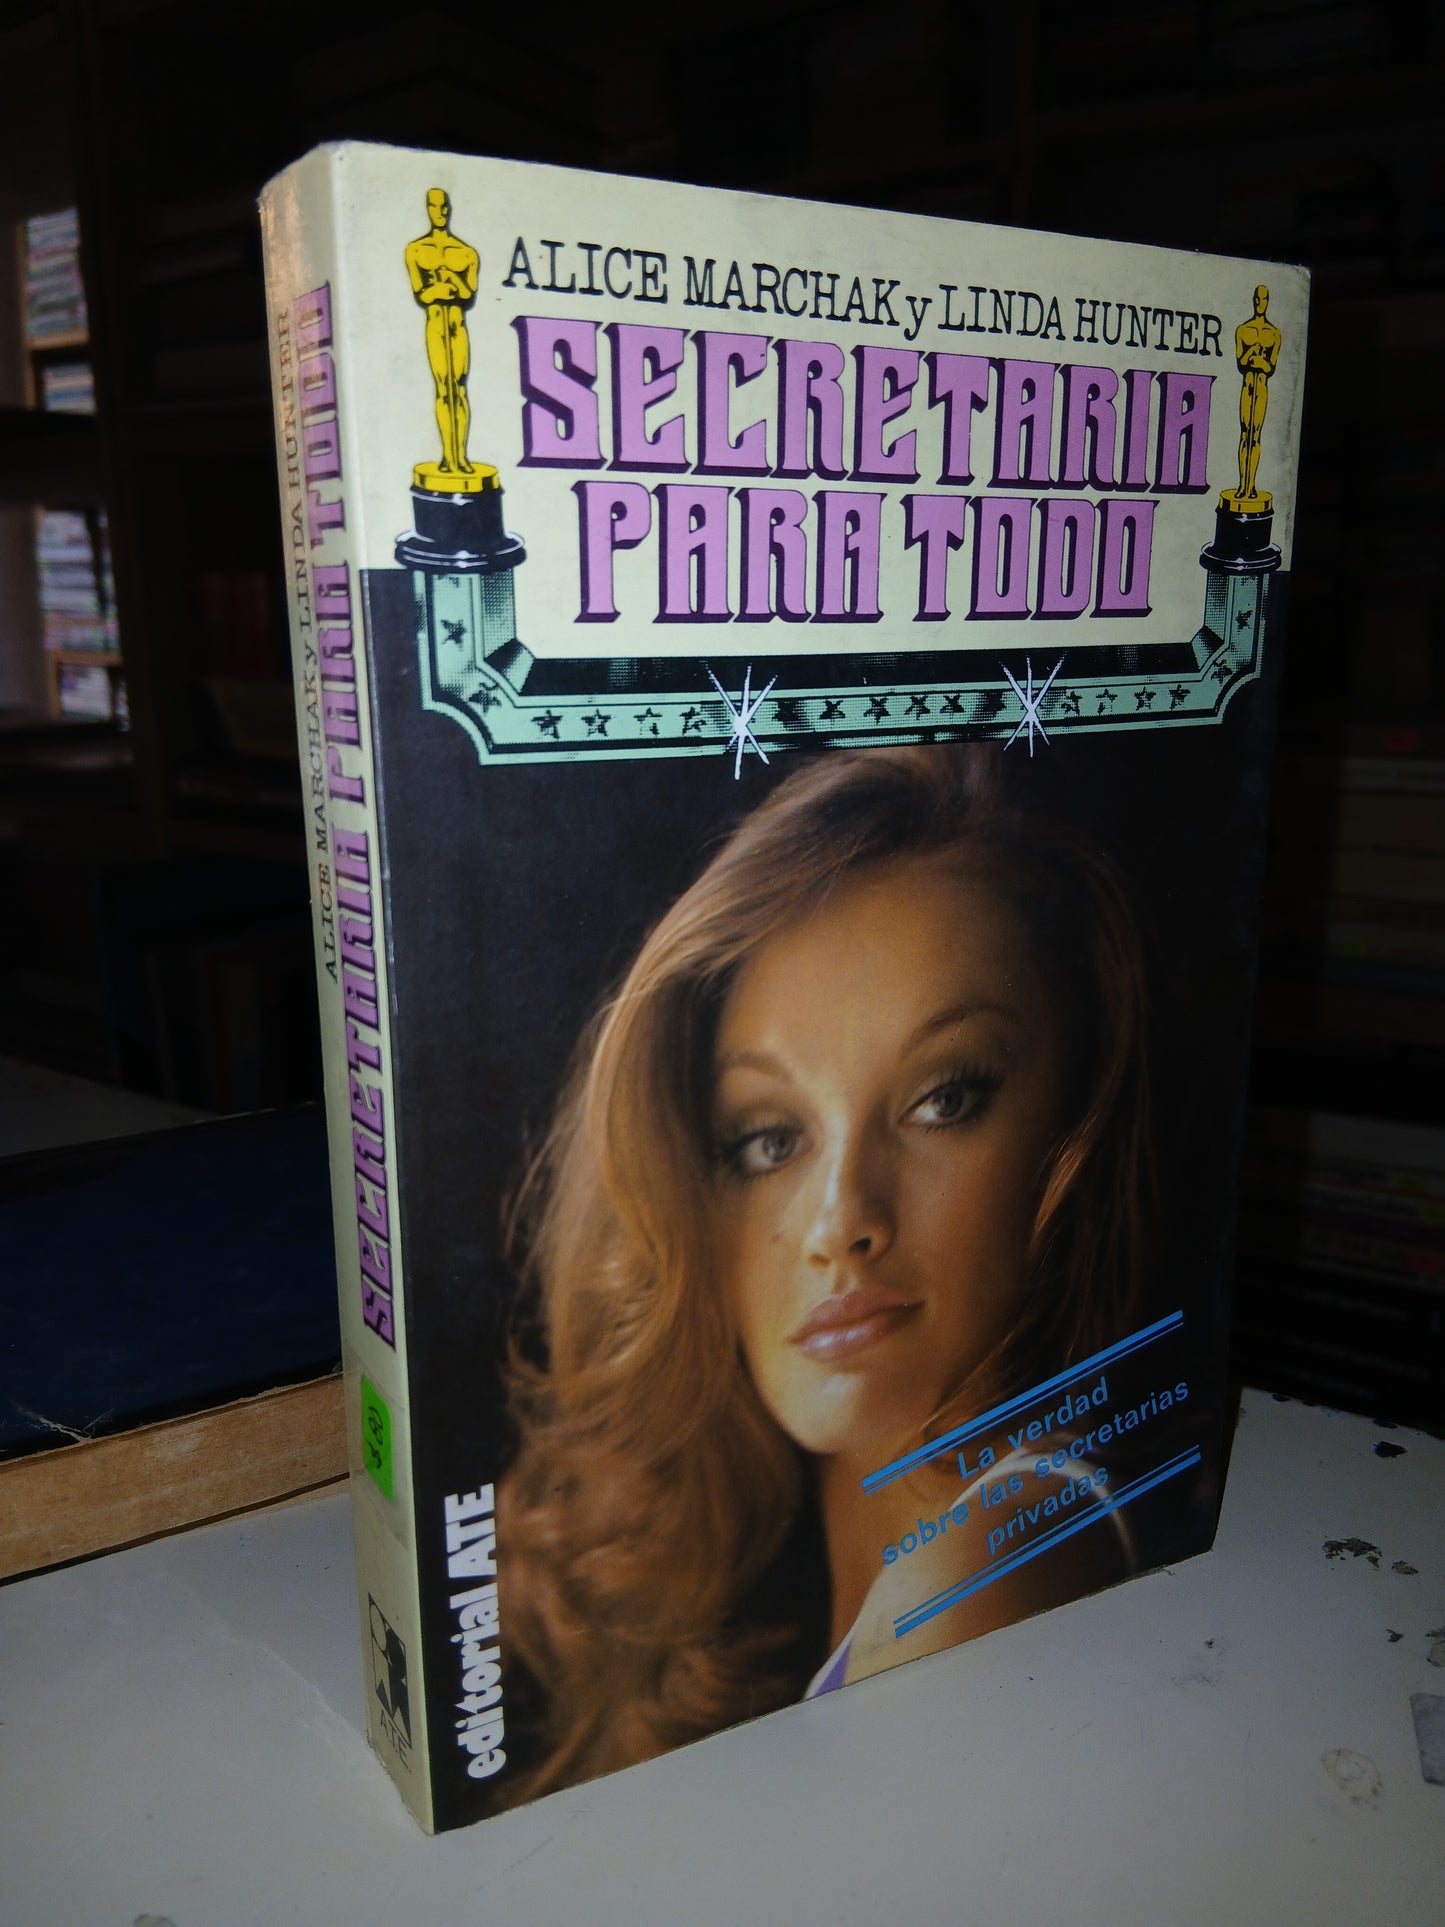 ALICE MARCHAK y LINDA HUNTER
SECRETARIA
PARA TODO
La verdad
sobre las secretarias
privadas
editorial ATE
ALICE MARCHAK y LINDA HUNTER
SECRETARIA PARA TODO
ATE